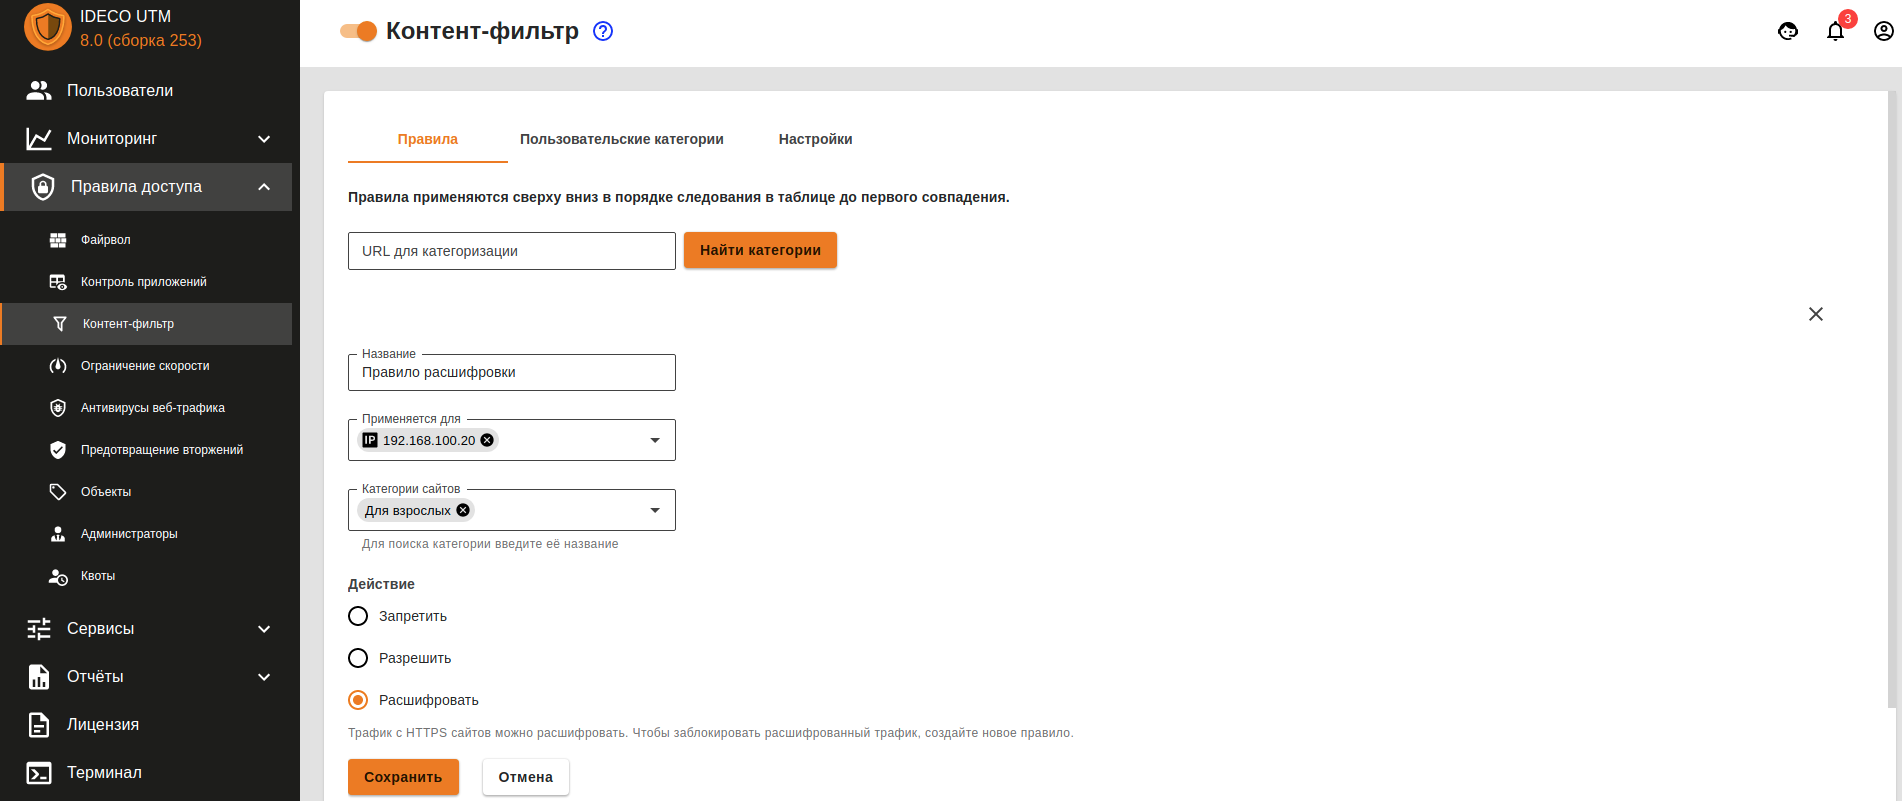 IDECO UTM
8.0 (сборка 253)
Пользователи
Мониторинг
Правила доступа
Файрвол
Контроль приложений
Контент-фильтр
Ограничение скорости
Антивирусы веб-трафика
Предотвращение вторжений
Объекты
Администраторы
Квоты
Сервисы
Отчёты
Лицензия
Терминал
Контент-фильтр
3
Правила
Пользовательские категории
Настройки
Правила применяются сверху вниз в порядке следования в таблице до первого совпадения.
URL для категоризации
Найти категории
Название
Правило расшифровки
Применяется для
IP 192.168.100.20
Категории сайтов
Для взрослых
Для поиска категории введите её название
Действие
Запретить
Разрешить
Расшифровать
Трафик с HTTPS сайтов можно расшифровать. Чтобы заблокировать расшифрованный трафик, создайте новое правило.
Сохранить
Отмена